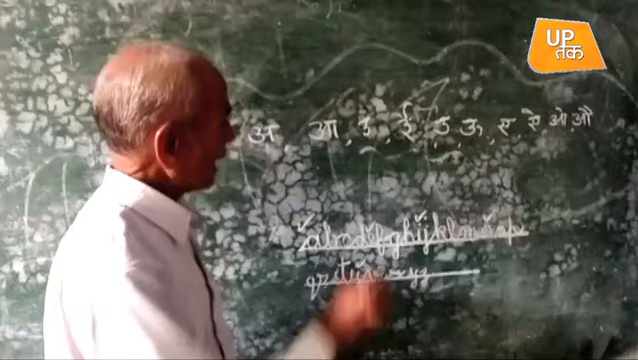 UP
तक
अ, आ, इ, ई, उ, ऊ, ए, ऐ ओ औ
abcdefghijklmnop
qrstuvwxyz